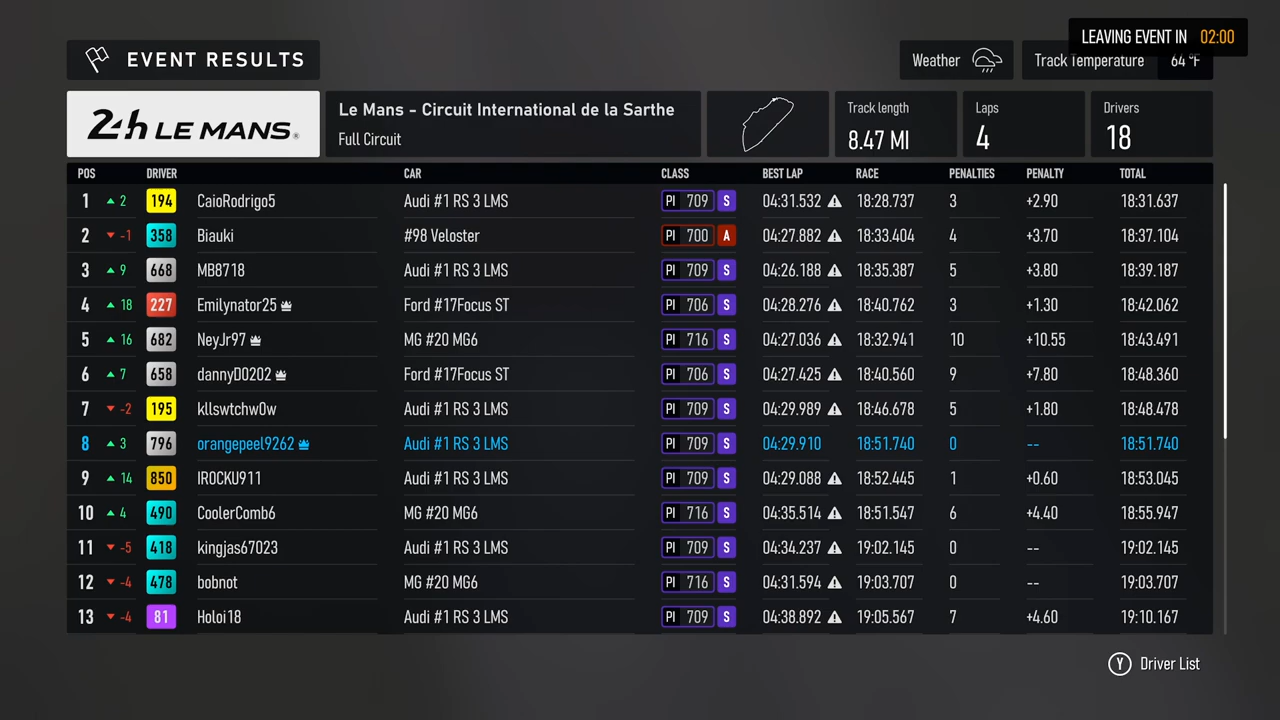 LEAVING EVENT IN 02:00
EVENT RESULTS
Weather
Track Temperature 64 °F
24h LE MANS
Le Mans - Circuit International de la Sarthe
Full Circuit
Track length
8.47 MI
Laps
4
Drivers
18
POS DRIVER CAR CLASS BEST LAP RACE PENALTIES PENALTY TOTAL
1 2 194 CaioRodrigo5 Audi #1 RS 3 LMS PI 709 S 04:31.532 18:28.737 3 +2.90 18:31.637
2 -1 358 Biauki #98 Veloster PI 700 A 04:27.882 18:33.404 4 +3.70 18:37.104
3 9 668 MB8718 Audi #1 RS 3 LMS PI 709 S 04:26.188 18:35.387 5 +3.80 18:39.187
4 18 227 Emilynator25 Ford #17Focus ST PI 706 S 04:28.276 18:40.762 3 +1.30 18:42.062
5 16 682 NeyJr97 MG #20 MG6 PI 716 S 04:27.036 18:32.941 10 +10.55 18:43.491
6 7 658 dannyD0202 Ford #17Focus ST PI 706 S 04:27.425 18:40.560 9 +7.80 18:48.360
7 -2 195 kllswtchw0w Audi #1 RS 3 LMS PI 709 S 04:29.989 18:46.678 5 +1.80 18:48.478
8 3 796 orangepeel9262 Audi #1 RS 3 LMS PI 709 S 04:29.910 18:51.740 0 -- 18:51.740
9 14 850 IROCKU911 Audi #1 RS 3 LMS PI 709 S 04:29.088 18:52.445 1 +0.60 18:53.045
10 4 490 CoolerComb6 MG #20 MG6 PI 716 S 04:35.514 18:51.547 6 +4.40 18:55.947
11 -5 418 kingjas67023 Audi #1 RS 3 LMS PI 709 S 04:34.237 19:02.145 0 -- 19:02.145
12 -4 478 bobnot MG #20 MG6 PI 716 S 04:31.594 19:03.707 0 -- 19:03.707
13 -4 81 Holoi18 Audi #1 RS 3 LMS PI 709 S 04:38.892 19:05.567 7 +4.60 19:10.167
Y Driver List